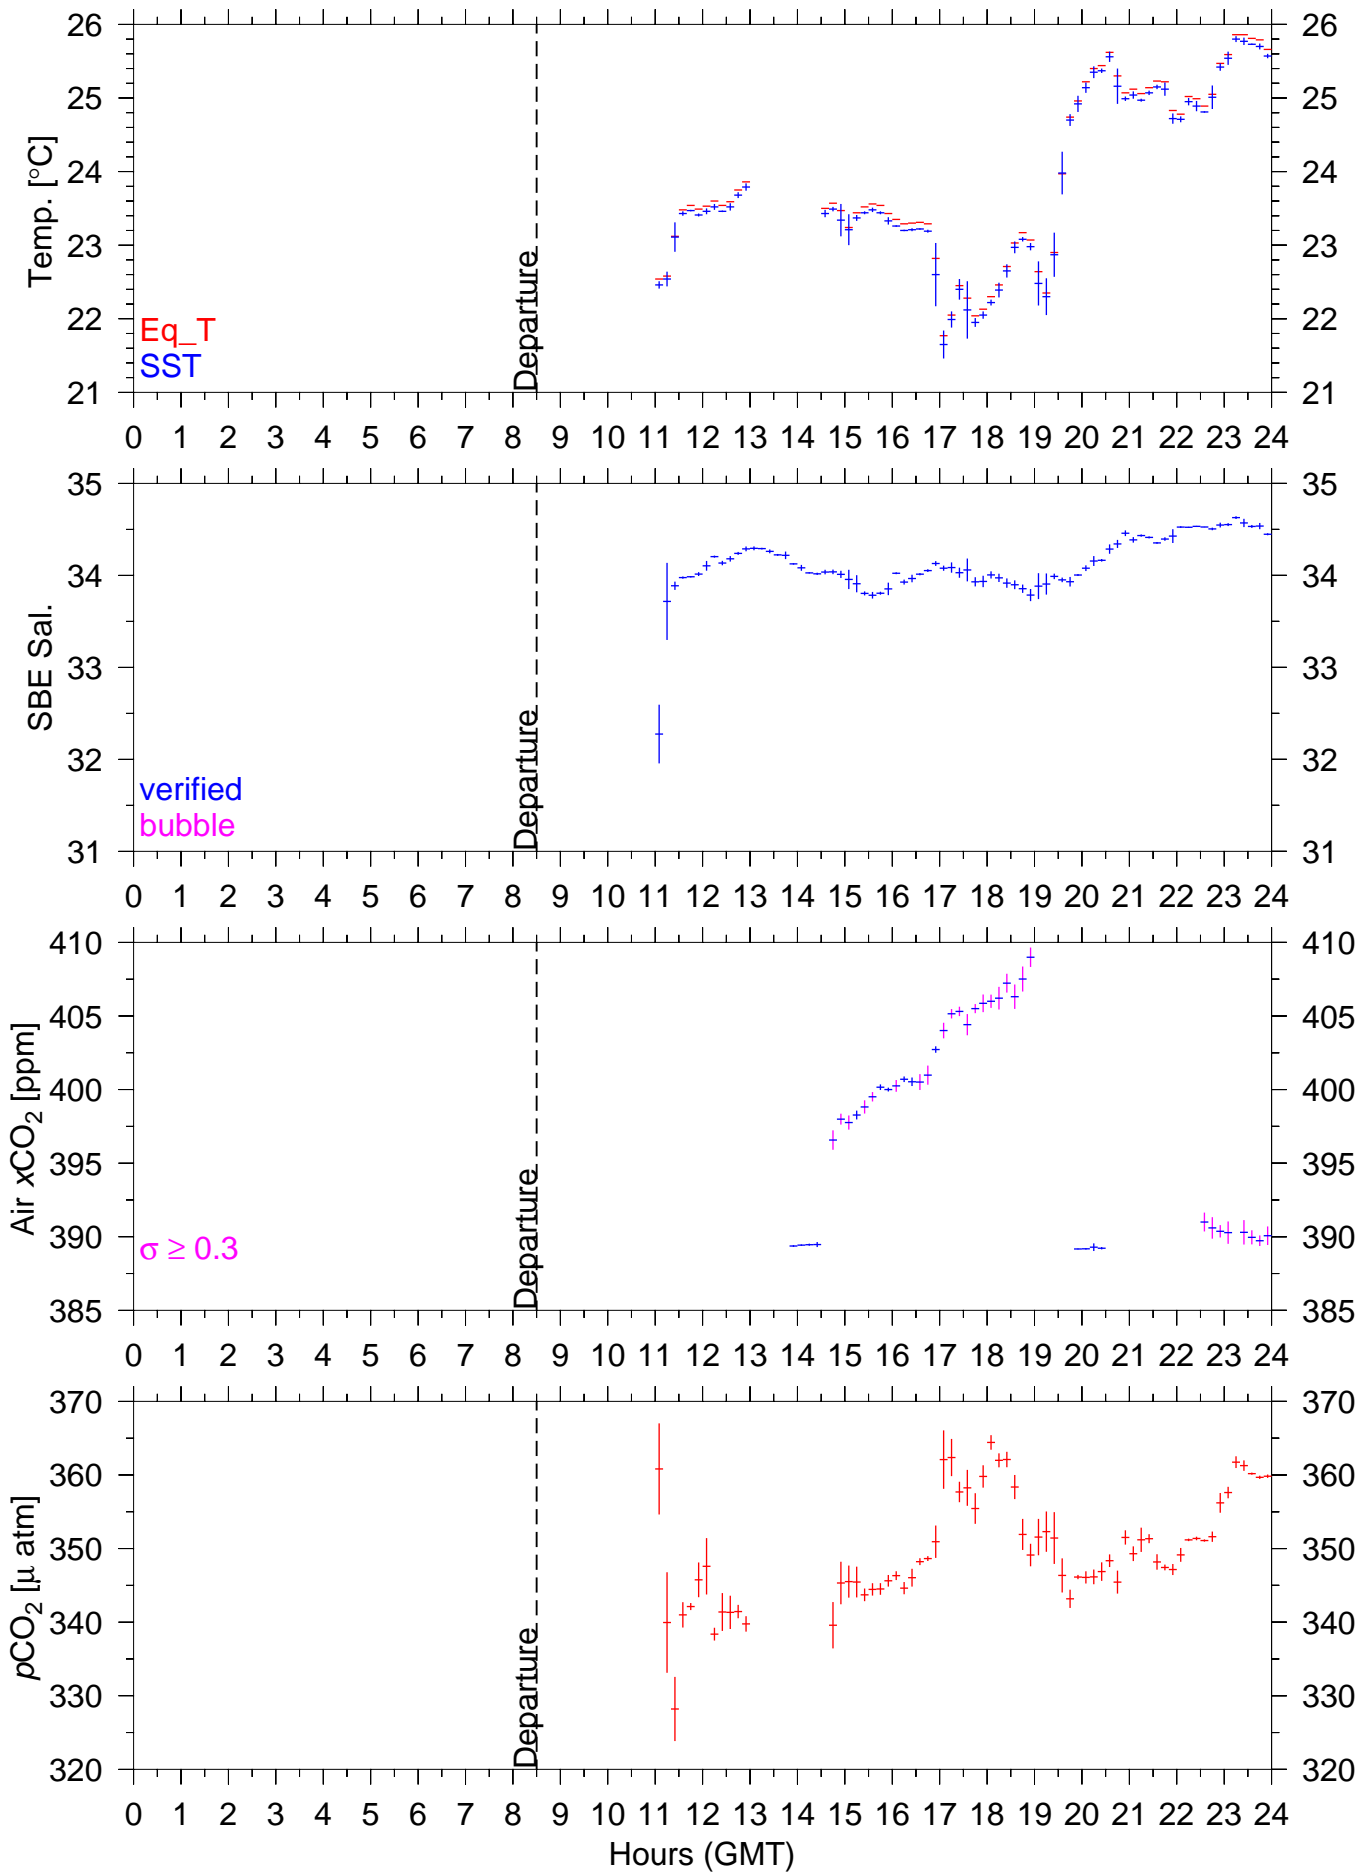 26 26
25 25
24 24
23 23
22 22
21 21
Temp. [°C]
Eq_T
SST
Departure
0 1 2 3 4 5 6 7 8 9 10 11 12 13 14 15 16 17 18 19 20 21 22 23 24
35 35
34 34
33 33
32 32
31 31
SBE Sal.
verified
bubble
Departure
0 1 2 3 4 5 6 7 8 9 10 11 12 13 14 15 16 17 18 19 20 21 22 23 24
410 410
405 405
400 400
395 395
390 390
385 385
Air xCO₂ [ppm]
σ ≥ 0.3
Departure
0 1 2 3 4 5 6 7 8 9 10 11 12 13 14 15 16 17 18 19 20 21 22 23 24
370 370
360 360
350 350
340 340
330 330
320 320
pCO₂ [μ atm]
Departure
0 1 2 3 4 5 6 7 8 9 10 11 12 13 14 15 16 17 18 19 20 21 22 23 24
Hours (GMT)